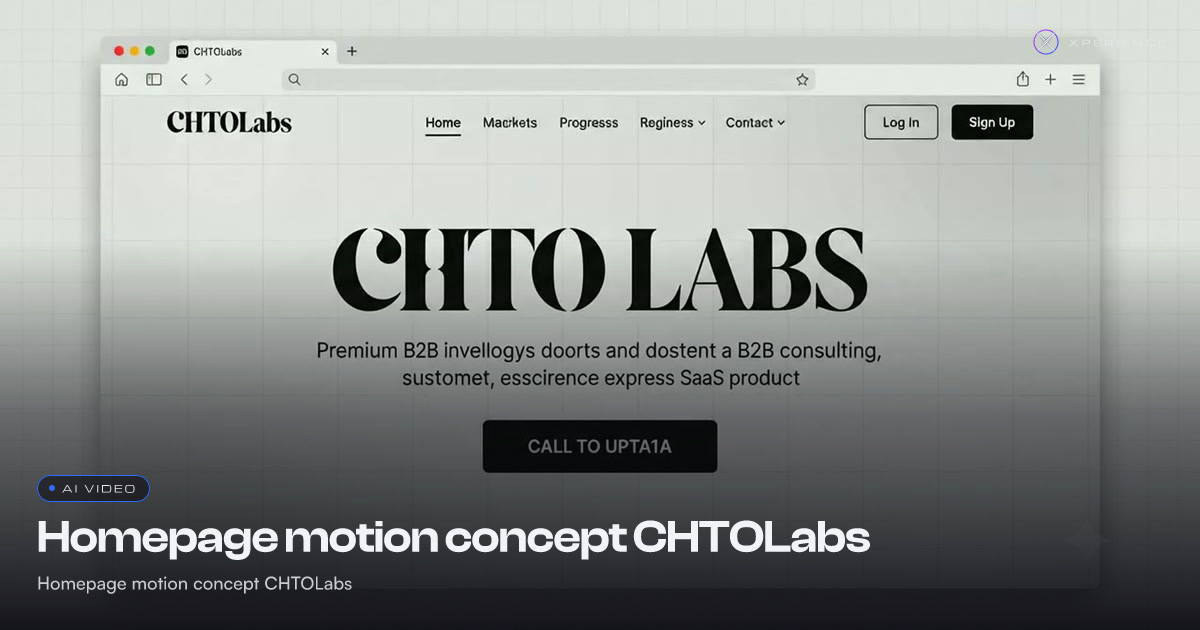 CHTOLabs
XPERIENCE
CHTOLabs
Home Maɛrkets Progresss Reginess Contact Log In Sign Up
CHTO LABS
Premium B2B invellogys doorts and dostent a B2B consulting,
sustomet, esscirence express SaaS product
CALL TO UPTA1A
AI VIDEO
Homepage motion concept CHTOLabs
Homepage motion concept CHTOLabs